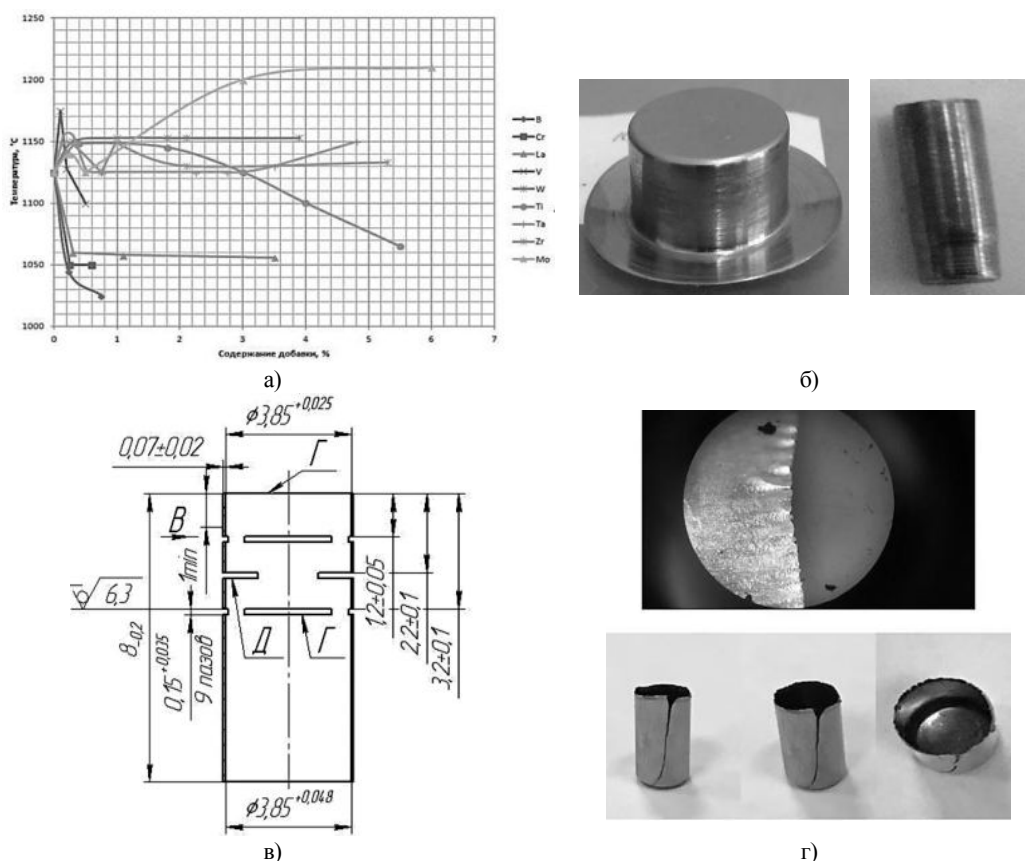 1250
1200
1150
1100
1050
1000
Температура, °С
0 1 2 3 4 5 6 7
Содержание добавки, %
B
Cr
La
V
W
Ti
Ta
Zr
Mo
а)
б)
⌀3,85 +0,025
0,07±0,02
Г
В
1min
6,3
8-0,2
0,15 +0,035
9 пазов
Д
Г
1,2±0,05
2,2±0,1
3,2±0,1
⌀3,85 +0,048
в)
г)